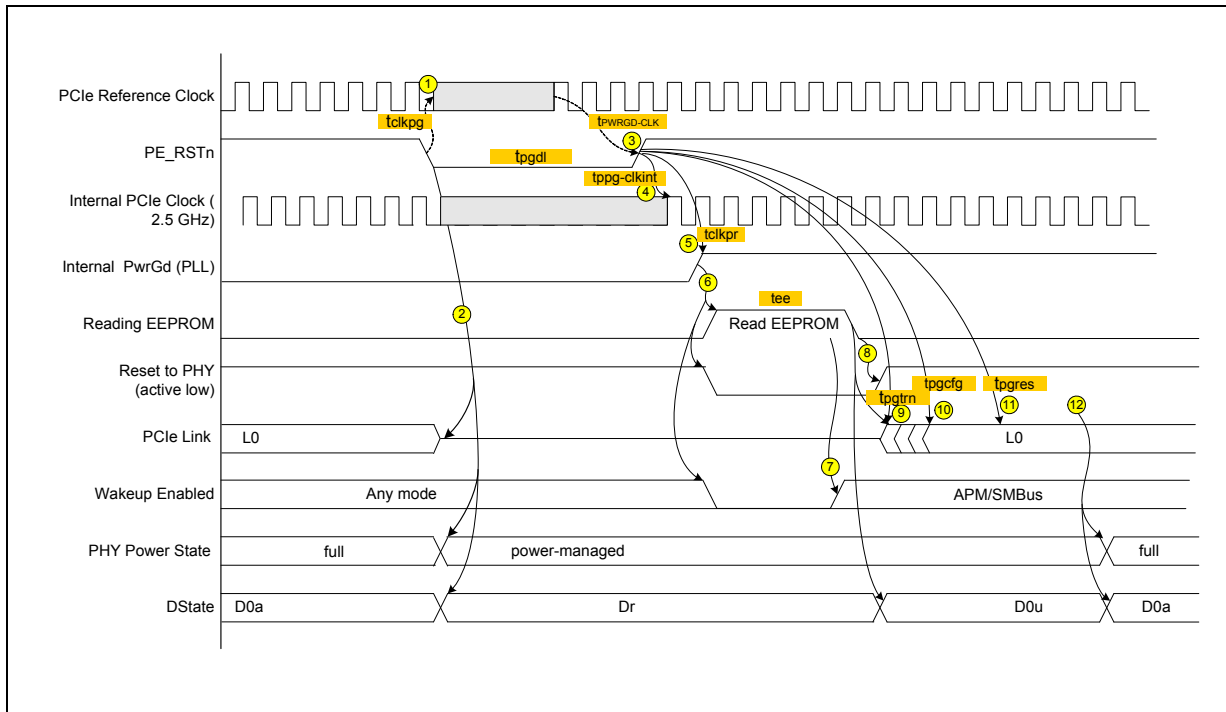 PCIe Reference Clock
1
tclkpg
tPWRGD-CLK
PE_RSTn
3
tpgdl
tppg-clkint
4
Internal PCIe Clock (
2.5 GHz)
tclkpr
5
Internal PwrGd (PLL)
6
tee
2
Reading EEPROM
Read EEPROM
8
Reset to PHY
(active low)
tpgcfg
tpgres
tpgtrn
9
10
11
12
PCIe Link
L0
L0
7
Wakeup Enabled
Any mode
APM/SMBus
PHY Power State
full
power-managed
full
DState
D0a
Dr
D0u
D0a